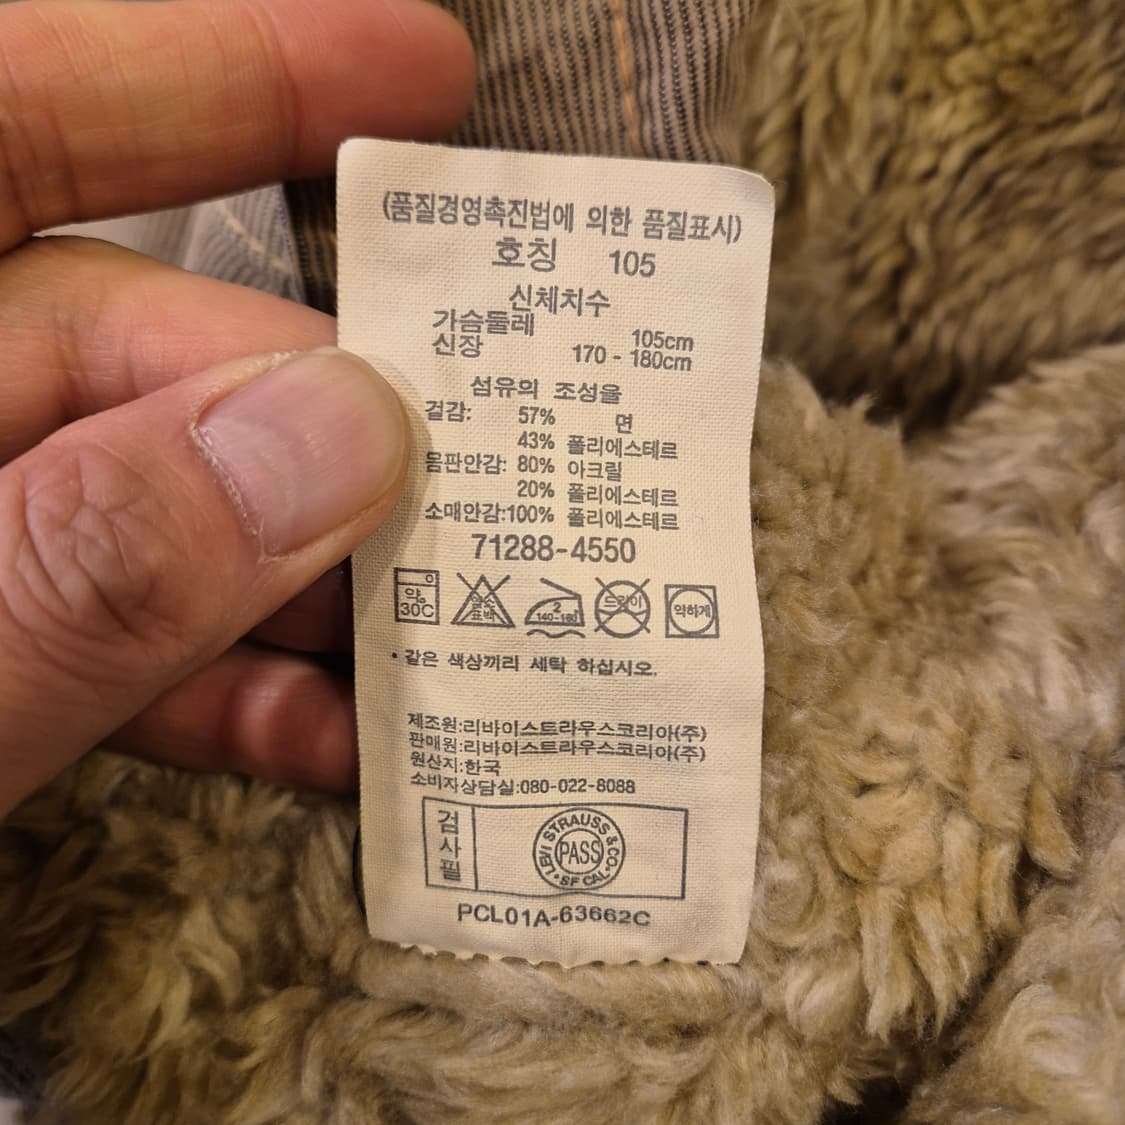 (품질경영촉진법에 의한 품질표시)
호칭 105
신체치수
가슴둘레 105cm
신장 170 - 180cm
섬유의 조성율
겉감: 57% 면
43% 폴리에스테르
몸판안감: 80% 아크릴
20% 폴리에스테르
소매안감:100% 폴리에스테르
71288-4550
약 30C
염소 표백
2 140-160°
드라이
약하게
• 같은 색상끼리 세탁 하십시오.
제조원:리바이스트라우스코리아(주)
판매원:리바이스트라우스코리아(주)
원산지:한국
소비자상담실:080-022-8088
검사필
LEVI STRAUSS & CO. • SF CAL •
PASS
PCL01A-63662C